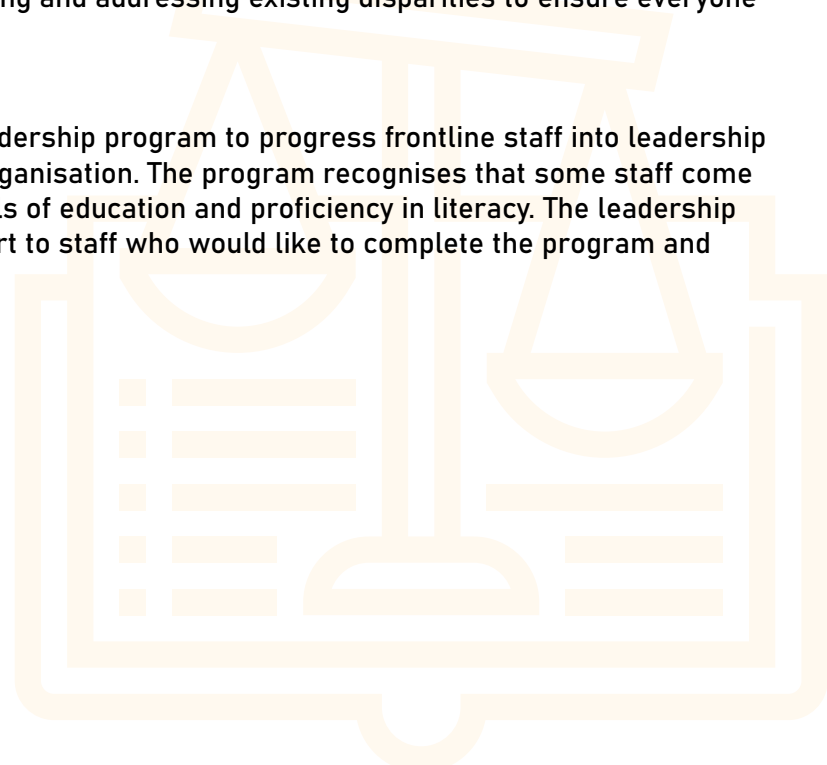 and addressing existing disparities to ensure everyone
dership program to progress frontline staff into leadership
ganisation. The program recognises that some staff come
ls of education and proficiency in literacy. The leadership
rt to staff who would like to complete the program and